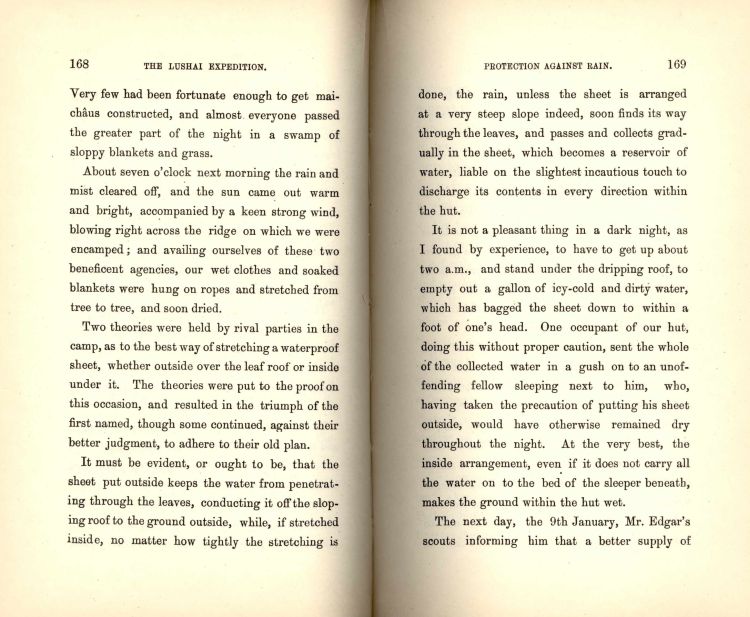 168
THE LUSHAI EXPEDITION.
Very few had been fortunate enough to get mai-
châus constructed, and almost everyone passed
the greater part of the night in a swamp of
sloppy blankets and grass.
About seven o'clock next morning the rain and
mist cleared off, and the sun came out warm
and bright, accompanied by a keen strong wind,
blowing right across the ridge on which we were
encamped; and availing ourselves of these two
beneficent agencies, our wet clothes and soaked
blankets were hung on ropes and stretched from
tree to tree, and soon dried.
Two theories were held by rival parties in the
camp, as to the best way of stretching a waterproof
sheet, whether outside over the leaf roof or inside
under it. The theories were put to the proof on
this occasion, and resulted in the triumph of the
first named, though some continued, against their
better judgment, to adhere to their old plan.
It must be evident, or ought to be, that the
sheet put outside keeps the water from penetrat-
ing through the leaves, conducting it off the slop-
ing roof to the ground outside, while, if stretched
inside, no matter how tightly the stretching is
PROTECTION AGAINST RAIN.
169
done, the rain, unless the sheet is arranged
at a very steep slope indeed, soon finds its way
through the leaves, and passes and collects grad-
ually in the sheet, which becomes a reservoir of
water, liable on the slightest incautious touch to
discharge its contents in every direction within
the hut.
It is not a pleasant thing in a dark night, as
I found by experience, to have to get up about
two a.m., and stand under the dripping roof, to
empty out a gallon of icy-cold and dirty water,
which has bagged the sheet down to within a
foot of one's head. One occupant of our hut,
doing this without proper caution, sent the whole
of the collected water in a gush on to an unof-
fending fellow sleeping next to him, who,
having taken the precaution of putting his sheet
outside, would have otherwise remained dry
throughout the night. At the very best, the
inside arrangement, even if it does not carry all
the water on to the bed of the sleeper beneath,
makes the ground within the hut wet.
The next day, the 9th January, Mr. Edgar's
scouts informing him that a better supply of